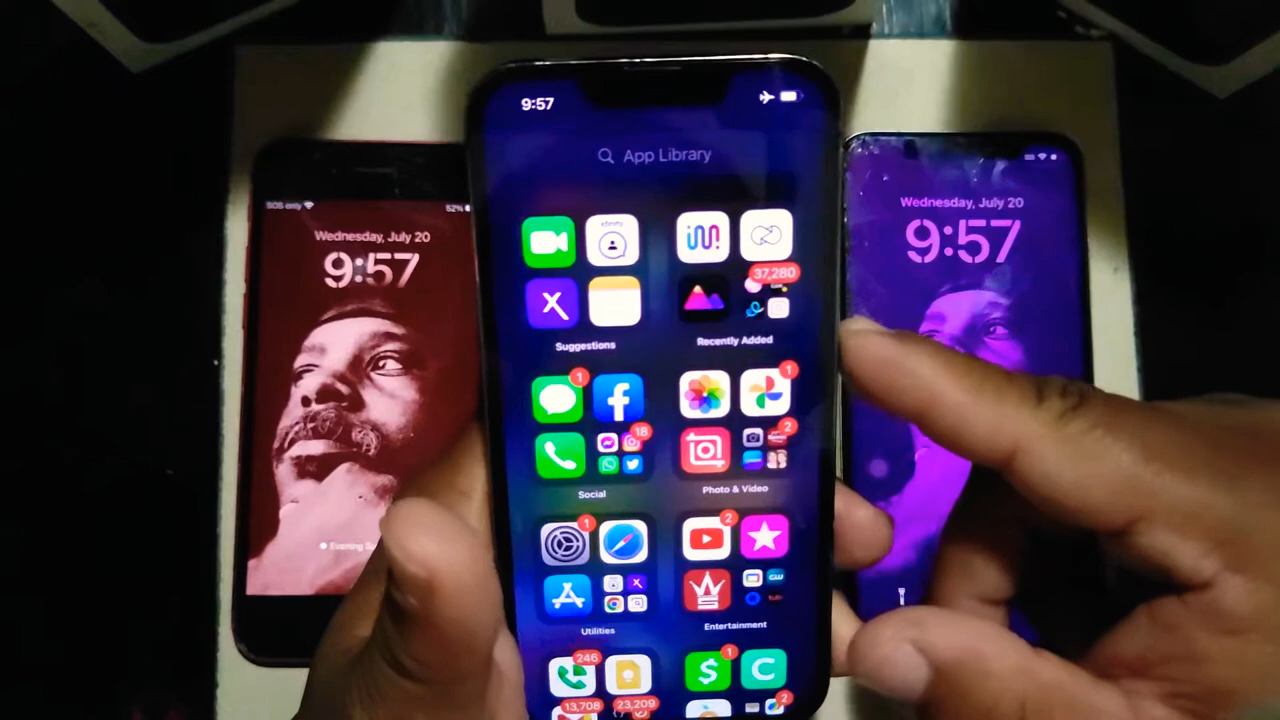 SOS only
52%
Wednesday, July 20
9:57
9:57
App Library
xfinity
37,280
Suggestions
Recently Added
1
1
18
2
Social
Photo & Video
1
2
Utilities
Entertainment
246
1
13,708
23,209
2
Wednesday, July 20
9:57